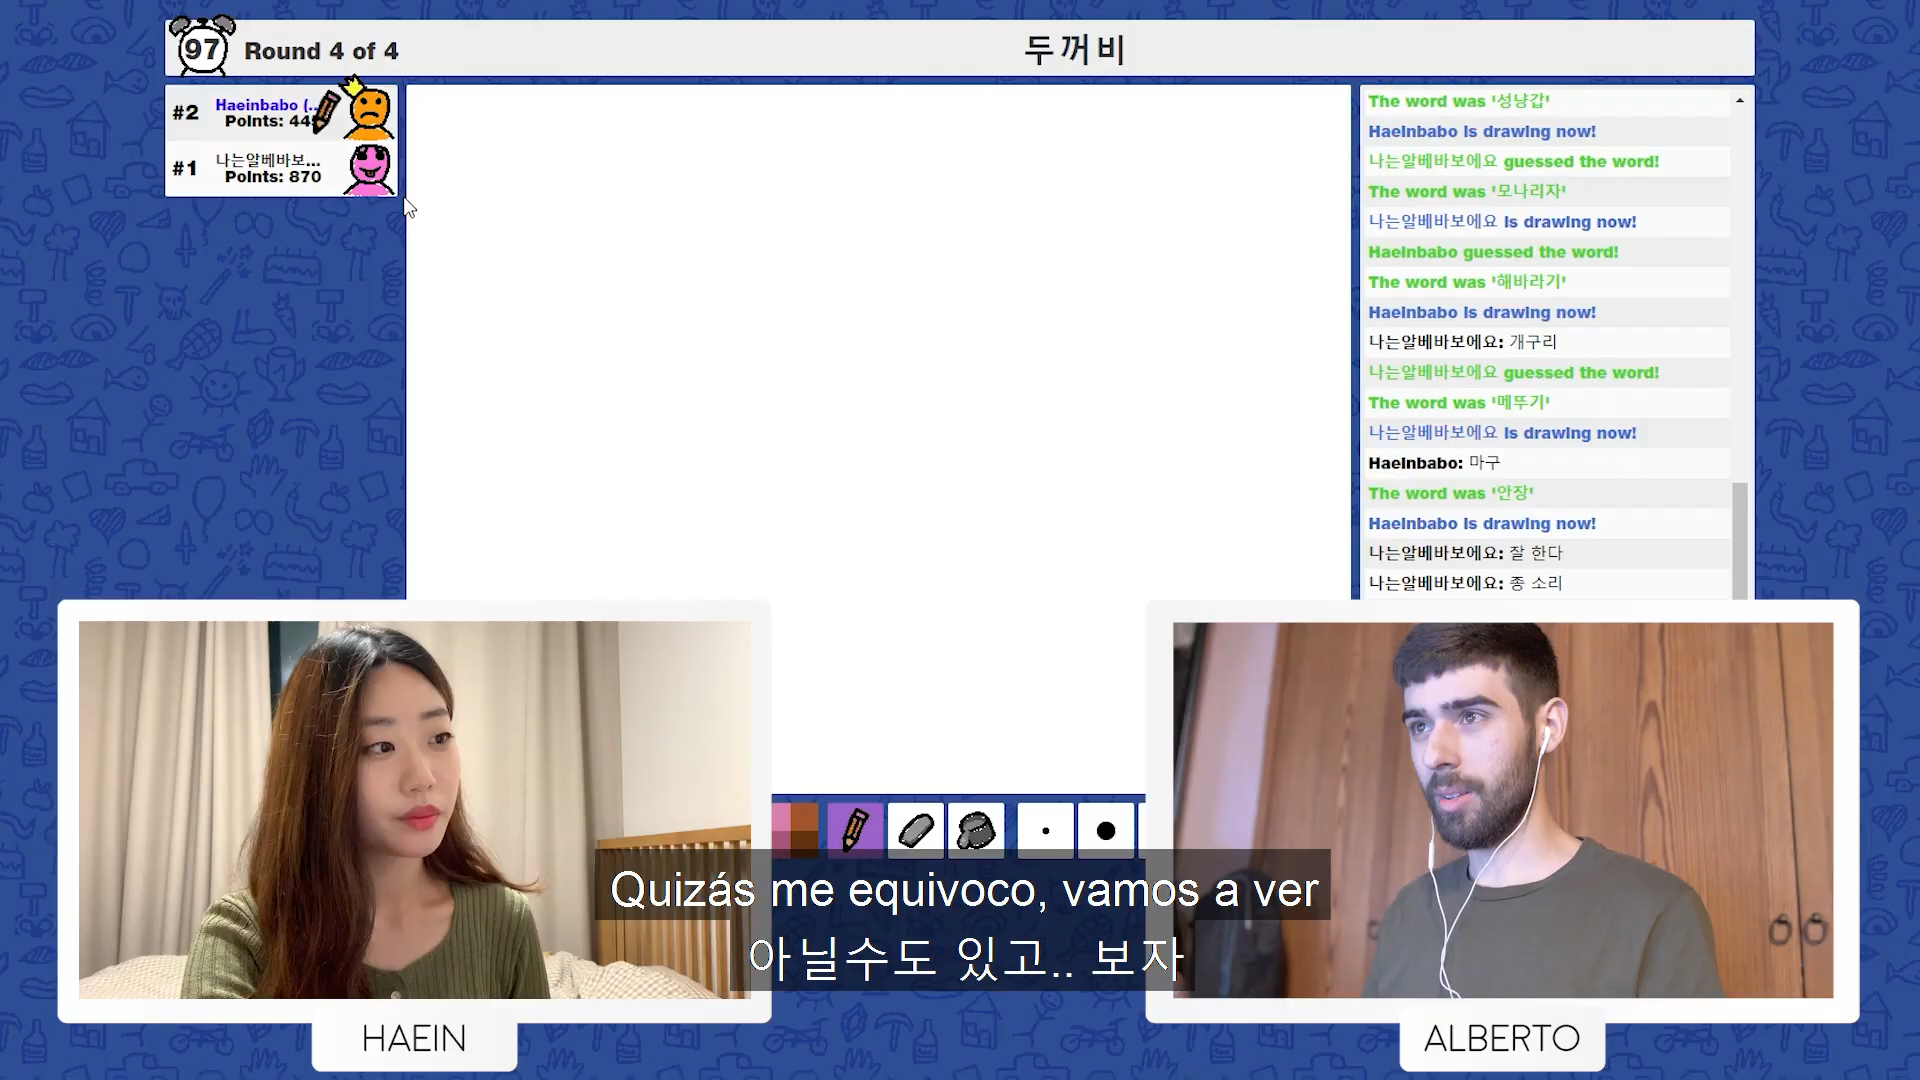 97 Round 4 of 4
두꺼비
#2 Haeinbabo (..
Points: 445
#1 나는알베바보...
Points: 870
The word was '성냥갑'
Haeinbabo is drawing now!
나는알베바보에요 guessed the word!
The word was '모나리자'
나는알베바보에요 is drawing now!
Haeinbabo guessed the word!
The word was '해바라기'
Haeinbabo is drawing now!
나는알베바보에요: 개구리
나는알베바보에요 guessed the word!
The word was '메뚜기'
나는알베바보에요 is drawing now!
Haeinbabo: 마구
The word was '안장'
Haeinbabo is drawing now!
나는알베바보에요: 잘 한다
나는알베바보에요: 종 소리
Quizás me equivoco, vamos a ver
아닐수도 있고.. 보자
HAEIN
ALBERTO